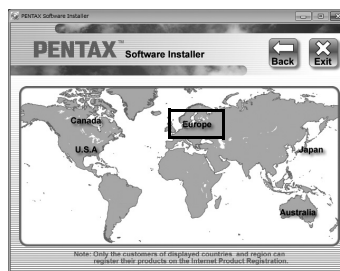 PENTAX Software Installer
PENTAX™ Software Installer
Back
Exit
Canada
Europe
U.S.A
Japan
Australia
Note: Only the customers of displayed countries and region can
register their products on the Internet Product Registration.